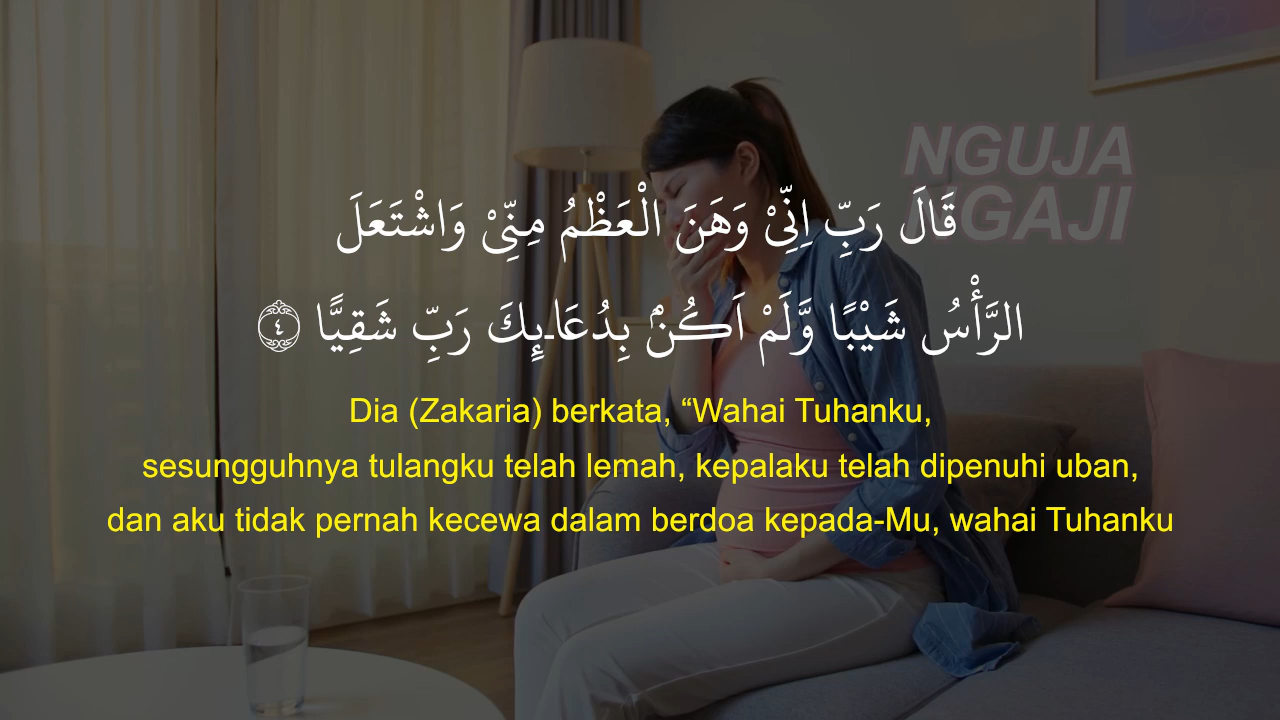 NGUJA
NGAJI
قَالَ رَبِّ اِنِّيْ وَهَنَ الْعَظْمُ مِنِّيْ وَاشْتَعَلَ
الرَّأْسُ شَيْبًا وَّلَمْ اَكُنْۢ بِدُعَاۤىِٕكَ رَبِّ شَقِيًّا ٤
Dia (Zakaria) berkata, “Wahai Tuhanku,
sesungguhnya tulangku telah lemah, kepalaku telah dipenuhi uban,
dan aku tidak pernah kecewa dalam berdoa kepada-Mu, wahai Tuhanku